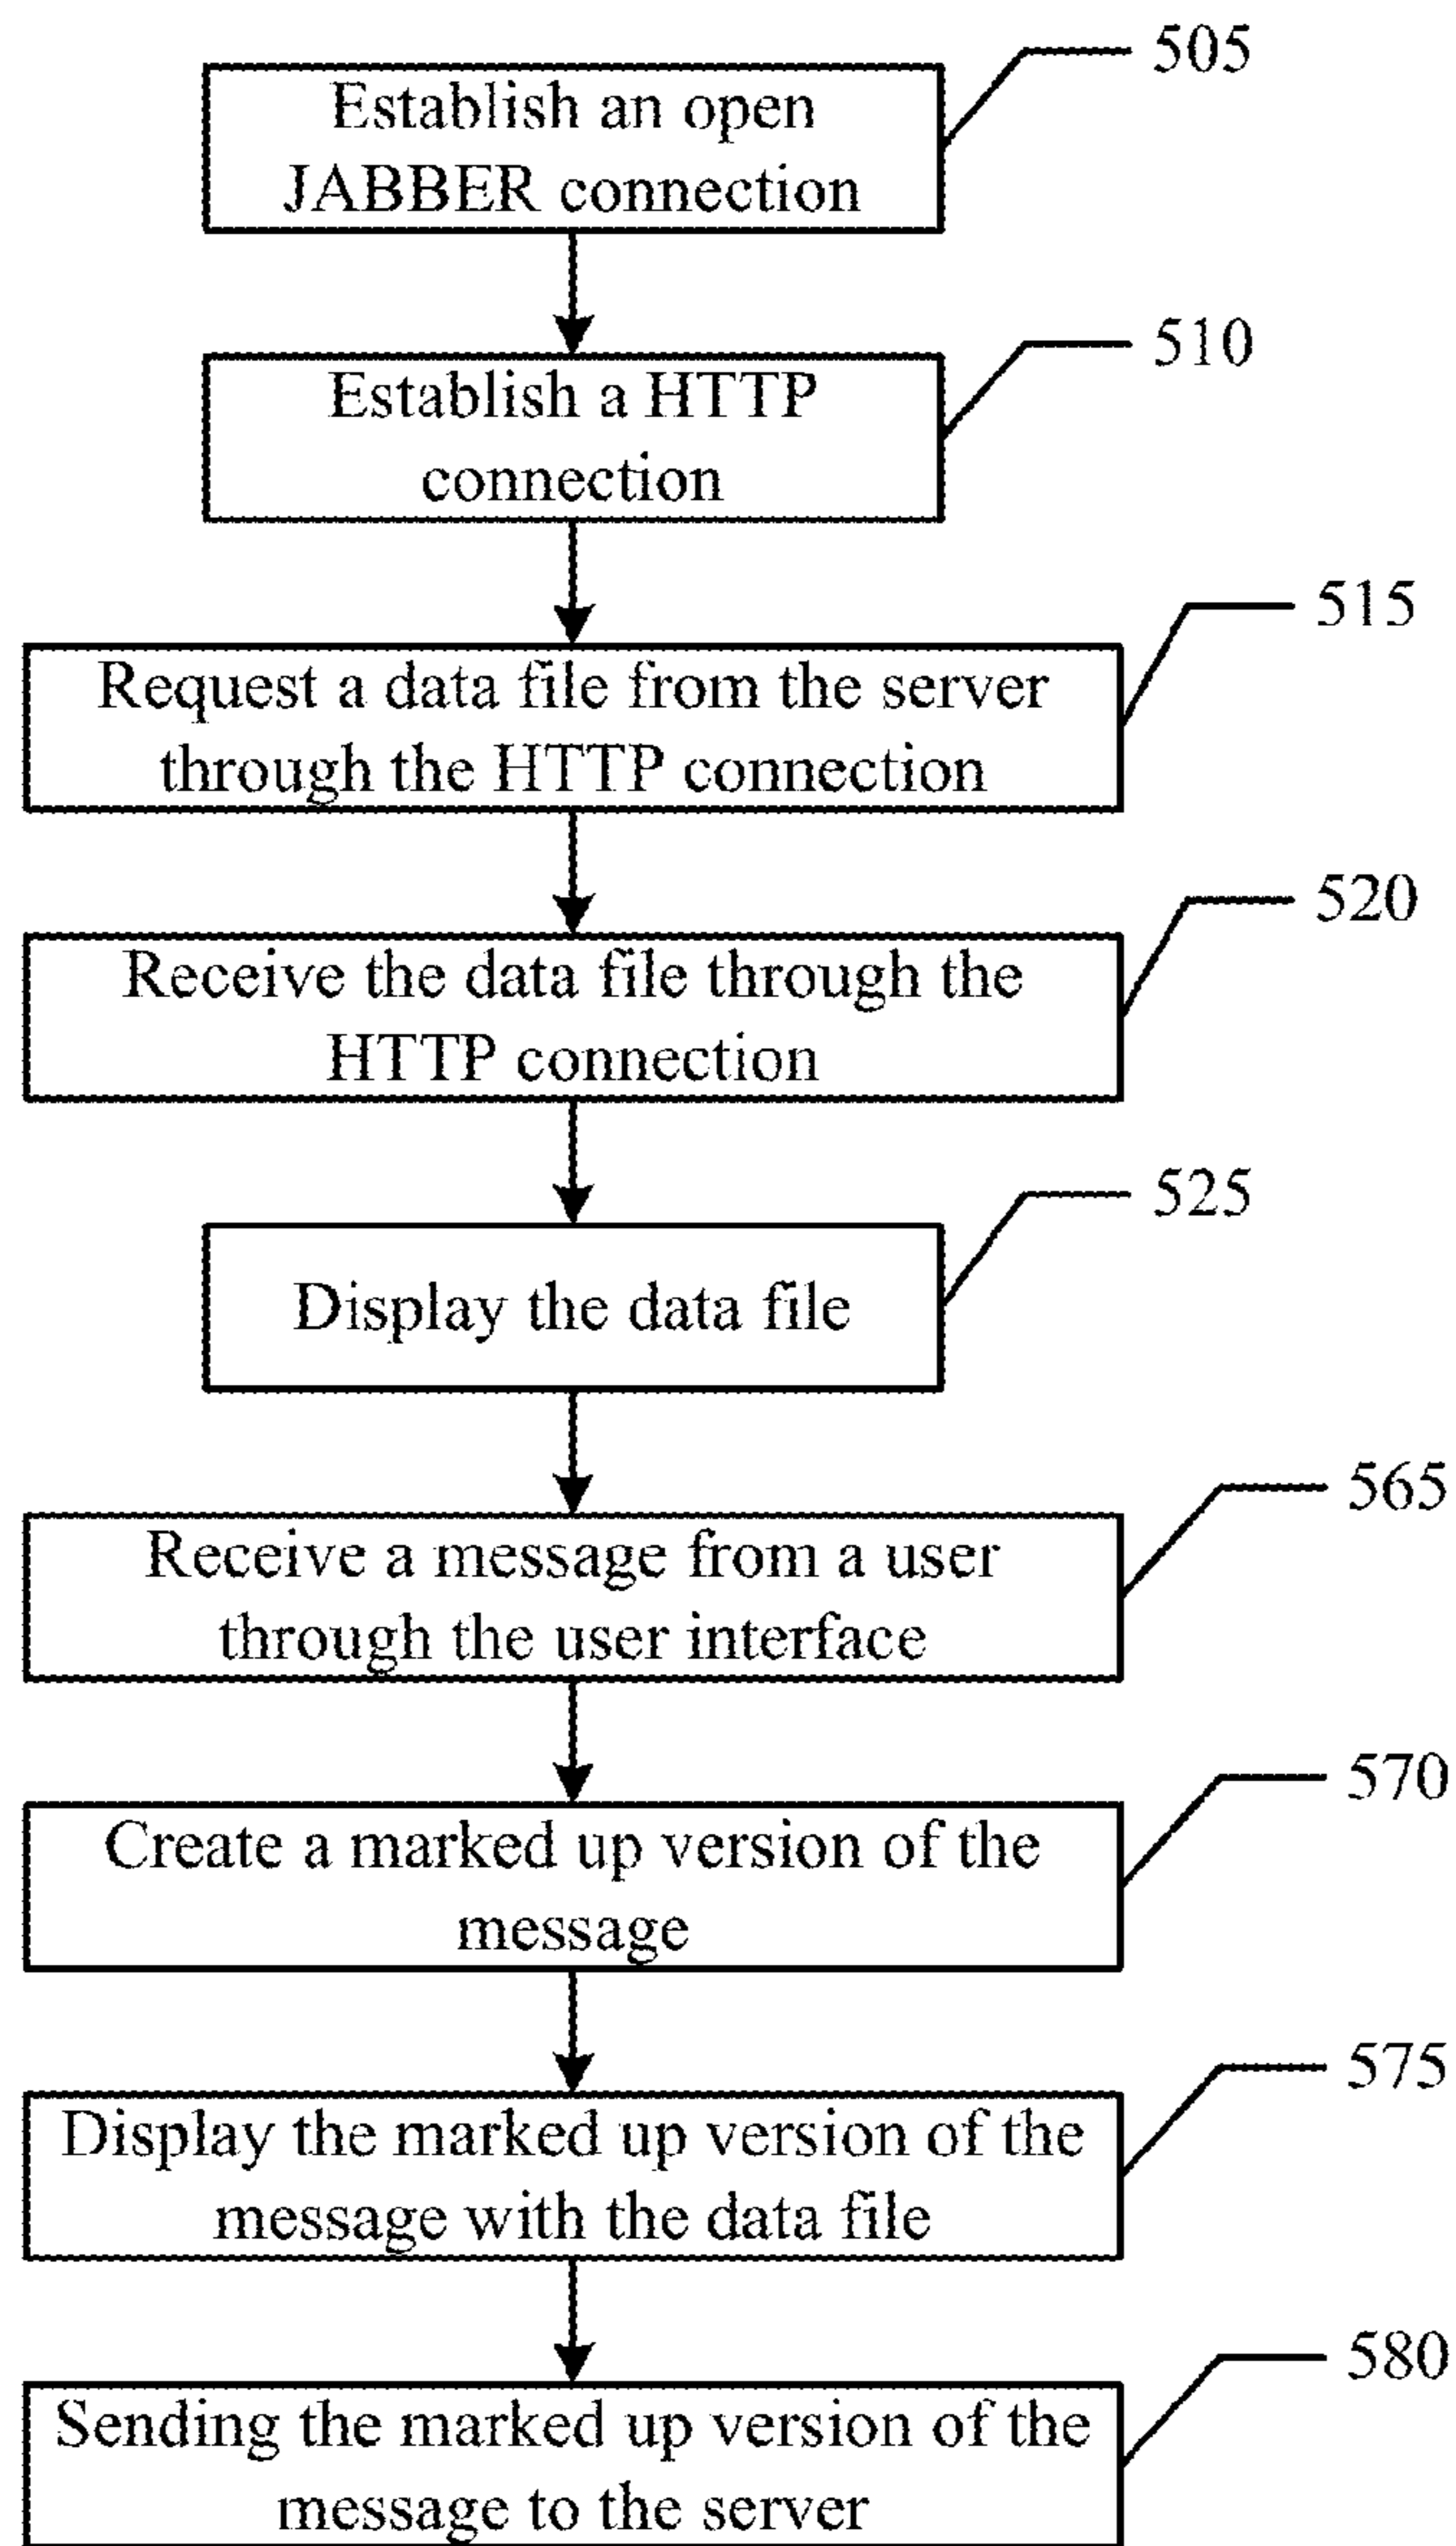 505
Establish an open
JABBER connection
510
Establish a HTTP
connection
515
Request a data file from the server
through the HTTP connection
520
Receive the data file through the
HTTP connection
525
Display the data file
565
Receive a message from a user
through the user interface
570
Create a marked up version of the
message
575
Display the marked up version of the
message with the data file
580
Sending the marked up version of the
message to the server